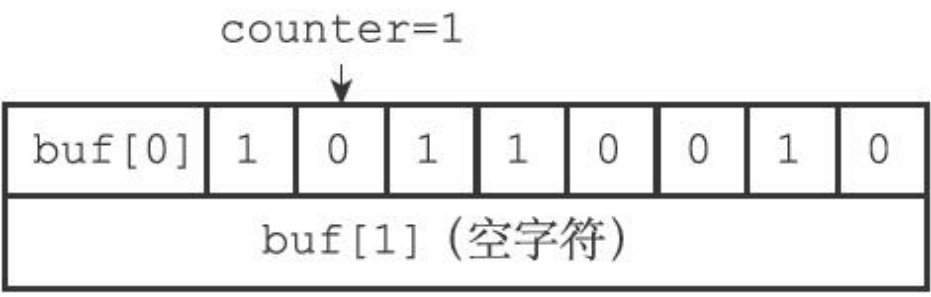 counter=1
buf[0] 1 0 1 1 0 0 1 0
buf[1] (空字符)